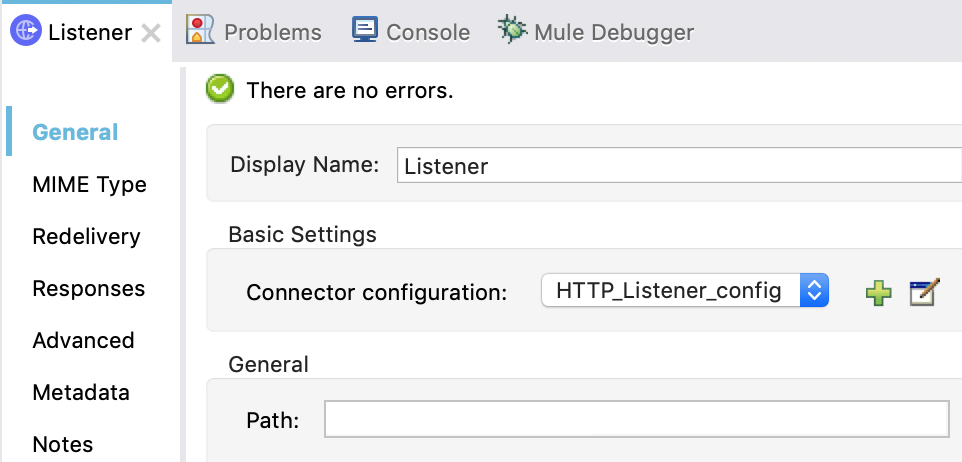 Listener Problems Console Mule Debugger
There are no errors.
General
Display Name: Listener
MIME Type
Redelivery
Basic Settings
Responses
Connector configuration: HTTP_Listener_config
Advanced
General
Metadata
Path:
Notes